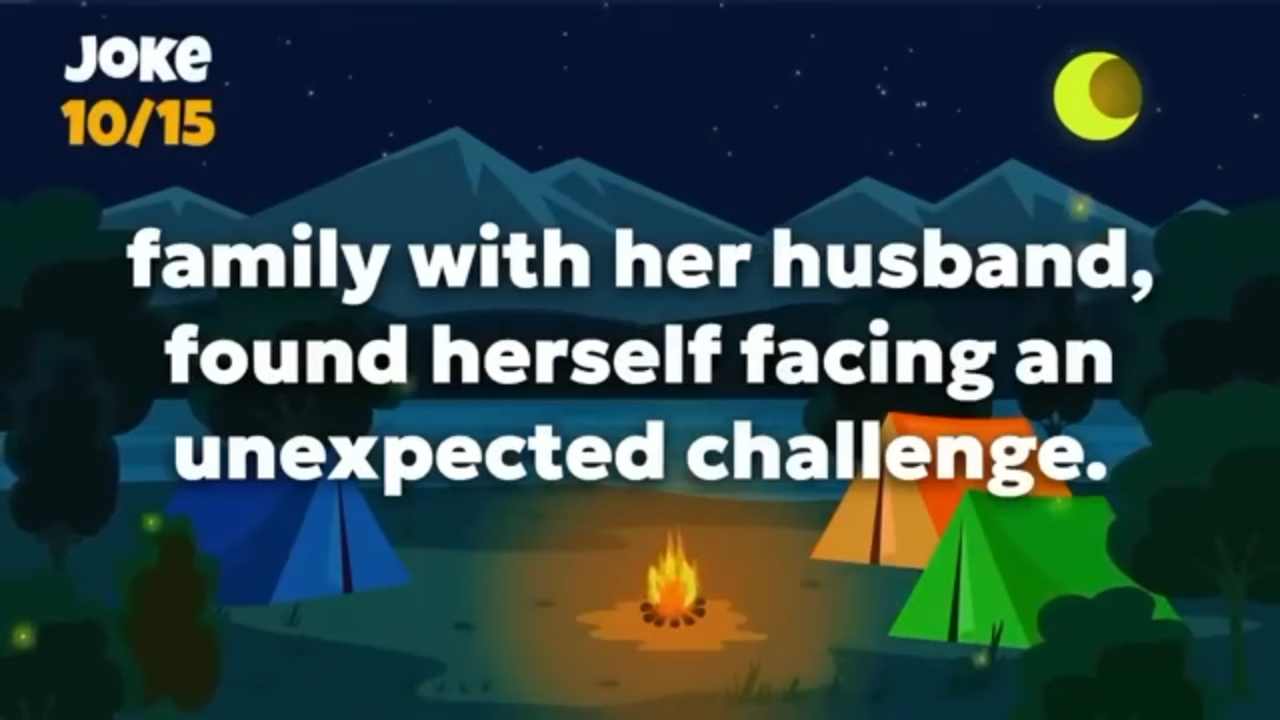 JOKe
10/15
family with her husband,
found herself facing an
unexpected challenge.